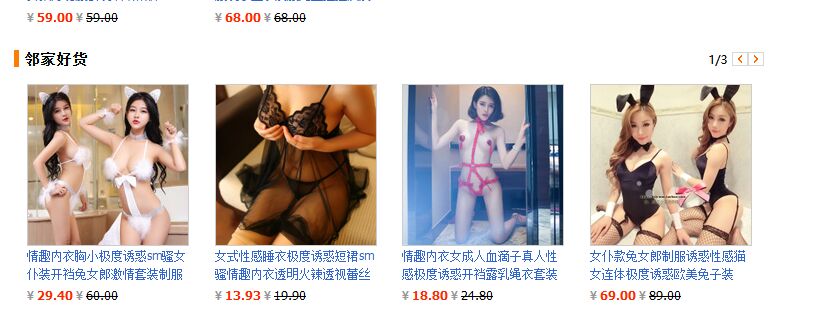 ¥ 59.00 ¥ 59.00
¥ 68.00 ¥ 68.00
邻家好货
1/3
情趣内衣胸小极度诱惑sm骚女
仆装开裆兔女郎激情套装制服
¥ 29.40 ¥ 60.00
女式性感睡衣极度诱惑短裙sm
骚情趣内衣透明火辣透视蕾丝
¥ 13.93 ¥ 19.90
情趣内衣女成人血滴子真人性
感极度诱惑开裆露乳绳衣套装
¥ 18.80 ¥ 24.80
女仆款兔女郎制服诱惑性感猫
女连体极度诱惑欧美兔子装
¥ 69.00 ¥ 89.00